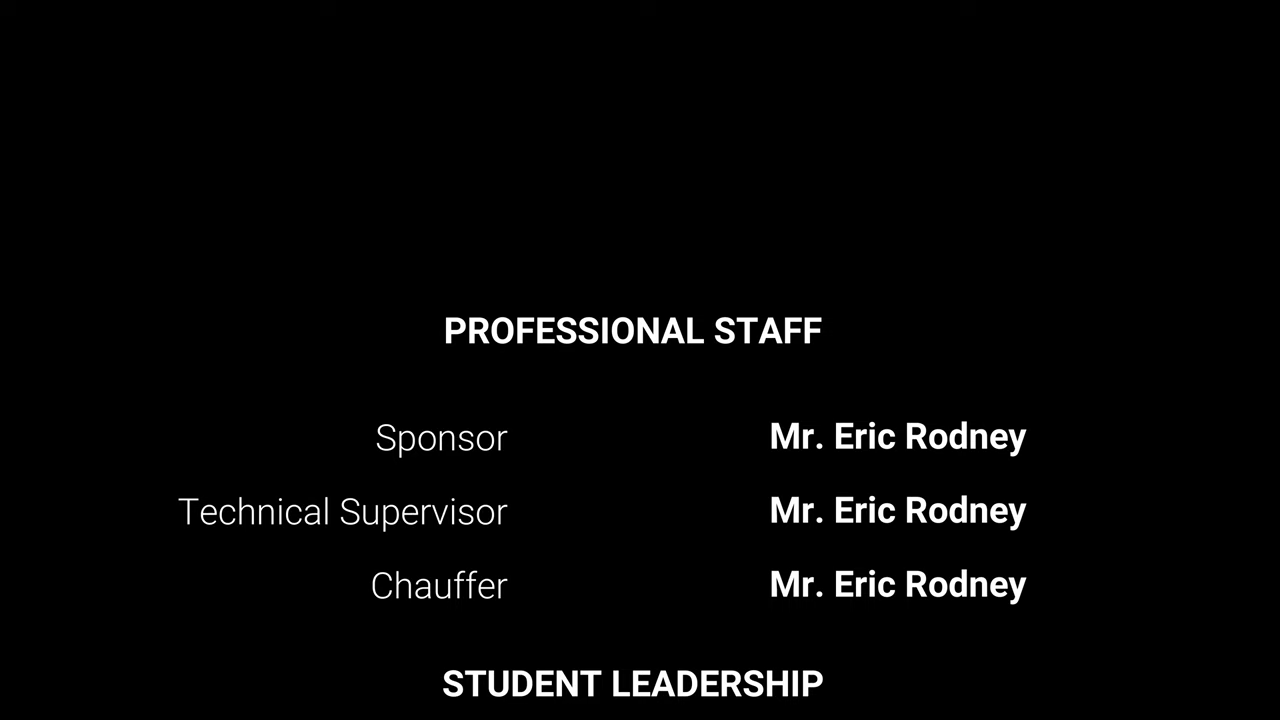 PROFESSIONAL STAFF
Sponsor Mr. Eric Rodney
Technical Supervisor Mr. Eric Rodney
Chauffer Mr. Eric Rodney
STUDENT LEADERSHIP